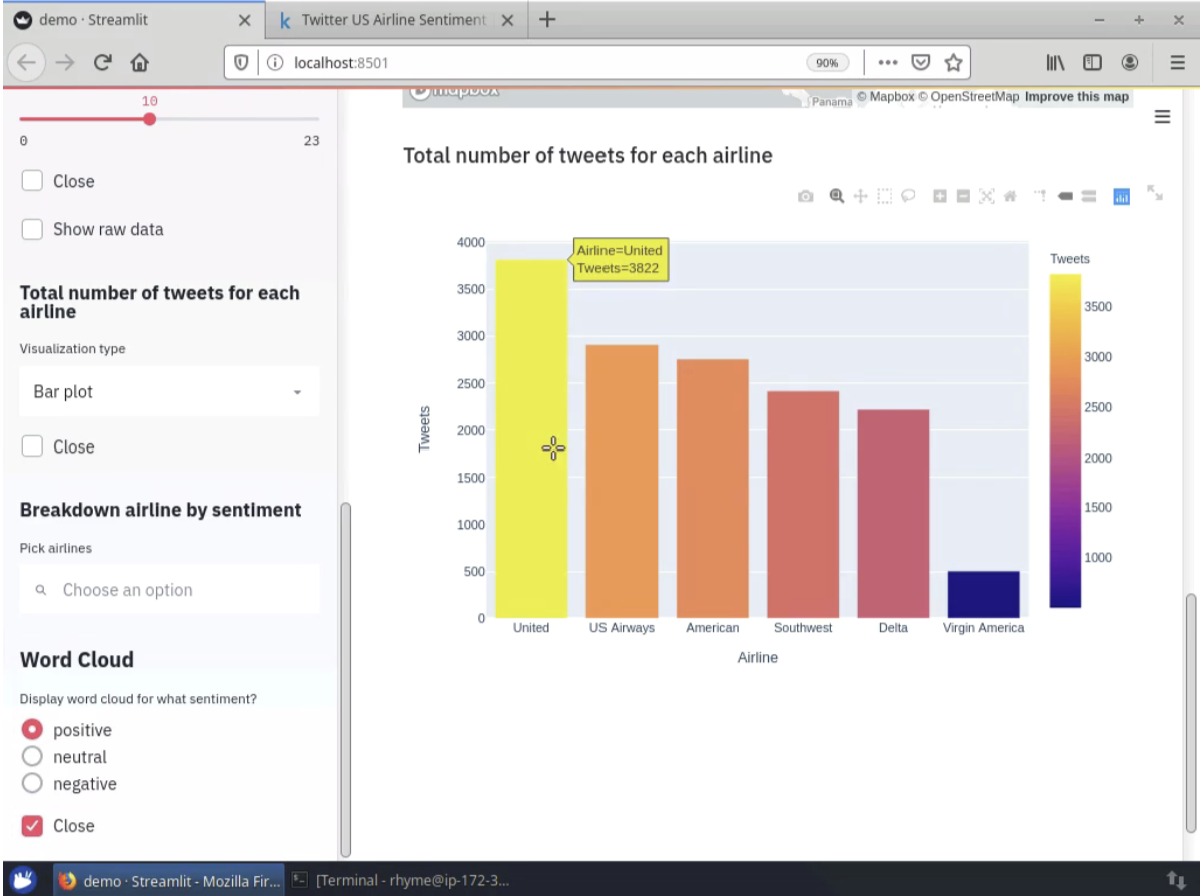 demo · Streamlit
Twitter US Airline Sentiment
localhost:8501
90%
10
0
23
Close
Show raw data
Total number of tweets for each
airline
Visualization type
Bar plot
Close
Breakdown airline by sentiment
Pick airlines
Choose an option
Word Cloud
Display word cloud for what sentiment?
positive
neutral
negative
Close
mapbox
Panama
© Mapbox © OpenStreetMap Improve this map
Total number of tweets for each airline
Airline=United
Tweets=3822
4000
3500
3000
2500
2000
1500
1000
500
0
Tweets
United
US Airways
American
Southwest
Delta
Virgin America
Airline
Tweets
3500
3000
2500
2000
1500
1000
demo · Streamlit - Mozilla Fir...
[Terminal - rhyme@ip-172-3...